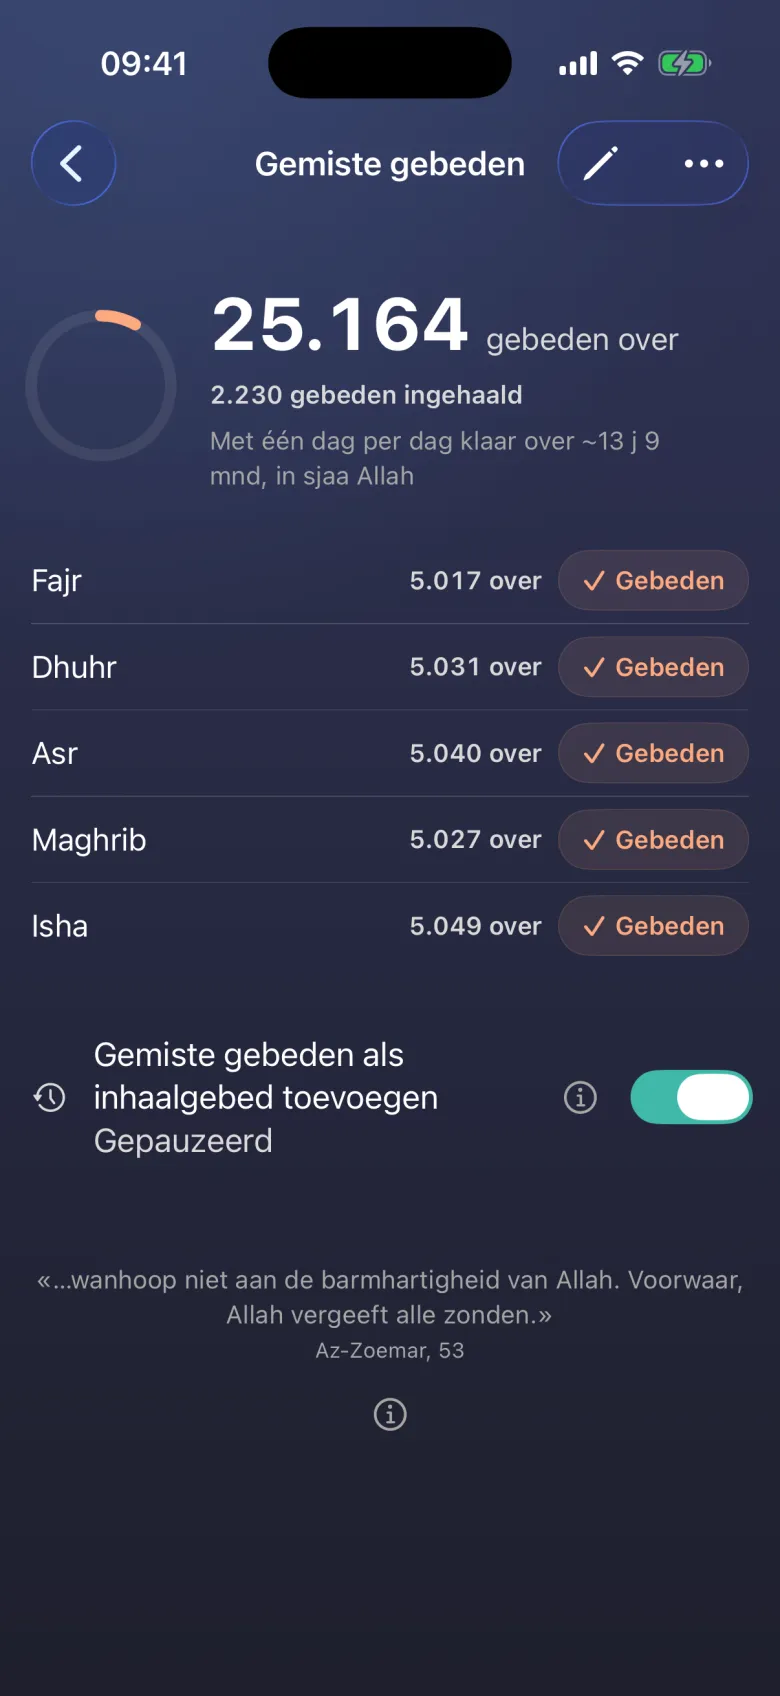 09:41
Gemiste gebeden
25.164 gebeden over
2.230 gebeden ingehaald
Met één dag per dag klaar over ~13 j 9
mnd, in sjaa Allah
Fajr 5.017 over ✓ Gebeden
Dhuhr 5.031 over ✓ Gebeden
Asr 5.040 over ✓ Gebeden
Maghrib 5.027 over ✓ Gebeden
Isha 5.049 over ✓ Gebeden
Gemiste gebeden als
inhaalgebed toevoegen
Gepauzeerd
«...wanhoop niet aan de barmhartigheid van Allah. Voorwaar,
Allah vergeeft alle zonden.»
Az-Zoemar, 53